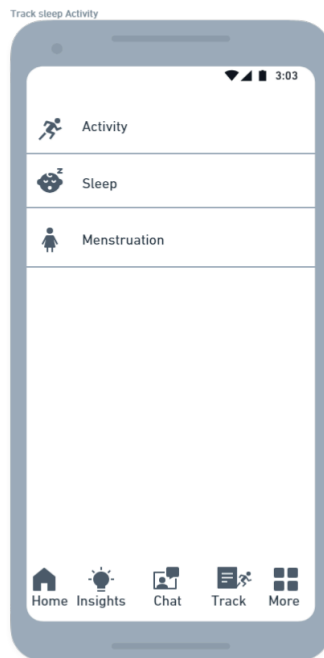 Track sleep Activity
3:03
Activity
z
Sleep
Menstruation
Home Insights Chat Track More